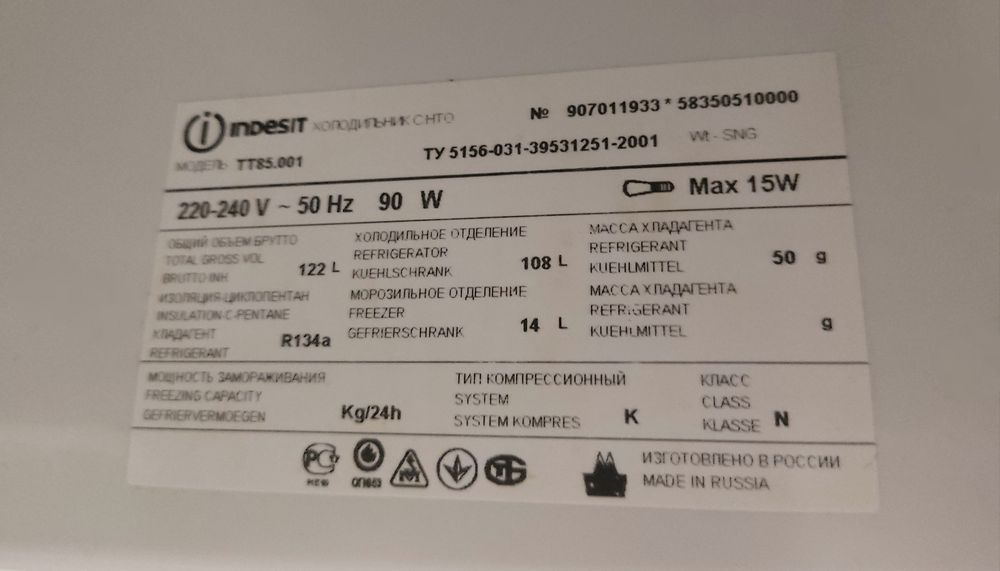 indesit ХОЛОДИЛЬНИК С НТО № 907011933 * 58350510000
МОДЕЛЬ TT85.001 ТУ 5156-031-39531251-2001 Wt - SNG
220-240 V ~ 50 Hz 90 W Max 15W
ОБЩИЙ ОБЪЕМ БРУТТО
TOTAL GROSS VOL
BRUTTO INH
122 L
ХОЛОДИЛЬНОЕ ОТДЕЛЕНИЕ
REFRIGERATOR
KUEHLSCHRANK
108 L
МАССА ХЛАДАГЕНТА
REFRIGERANT
KUEHLMITTEL
50 g
ИЗОЛЯЦИЯ-ЦИКЛОПЕНТАН
INSULATION-C-PENTANE
ХЛАДАГЕНТ
REFRIGERANT
R134a
МОРОЗИЛЬНОЕ ОТДЕЛЕНИЕ
FREEZER
GEFRIERSCHRANK
14 L
МАССА ХЛАДАГЕНТА
REFRIGERANT
KUEHLMITTEL
g
МОЩНОСТЬ ЗАМОРАЖИВАНИЯ
FREEZING CAPACITY
GEFRIERVERMOEGEN
Kg/24h
ТИП КОМПРЕССИОННЫЙ
SYSTEM
SYSTEM KOMPRES
K
КЛАСС
CLASS
KLASSE
N
ИЗГОТОВЛЕНО В РОССИИ
MADE IN RUSSIA